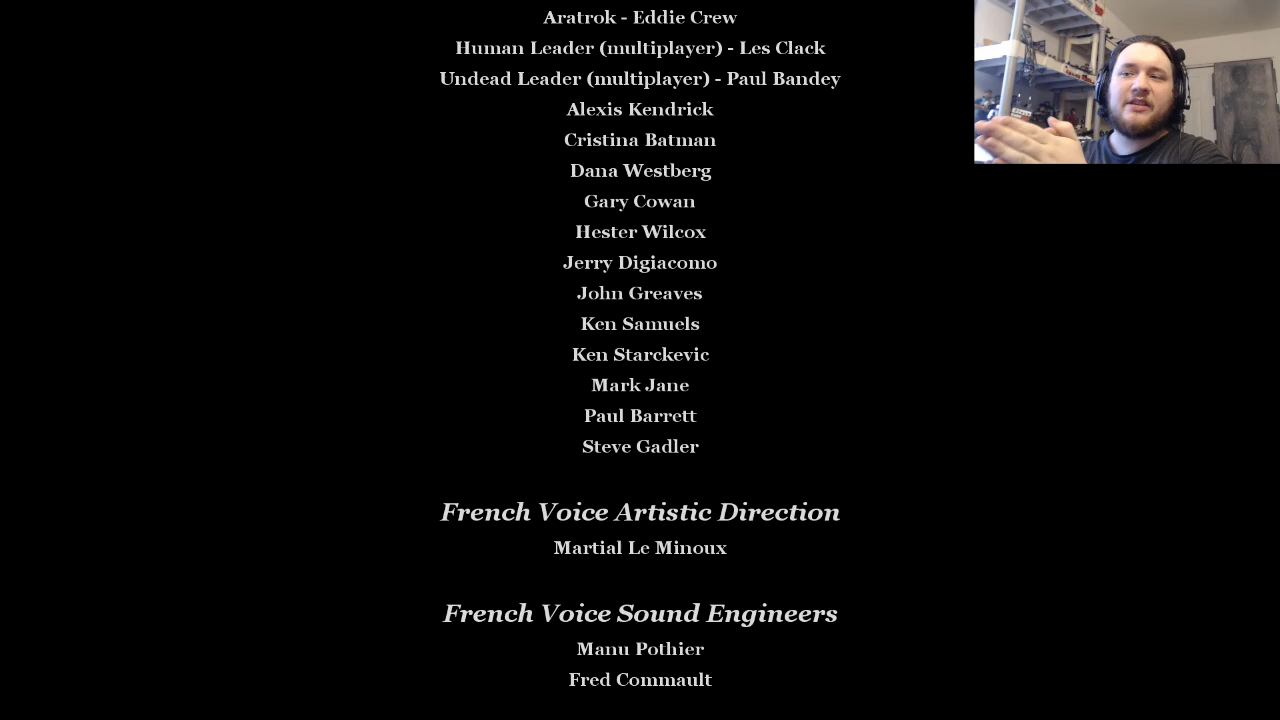 Aratrok - Eddie Crew
Human Leader (multiplayer) - Les Clack
Undead Leader (multiplayer) - Paul Bandey
Alexis Kendrick
Cristina Batman
Dana Westberg
Gary Cowan
Hester Wilcox
Jerry Digiacomo
John Greaves
Ken Samuels
Ken Starckevic
Mark Jane
Paul Barrett
Steve Gadler
French Voice Artistic Direction
Martial Le Minoux
French Voice Sound Engineers
Manu Pothier
Fred Commault